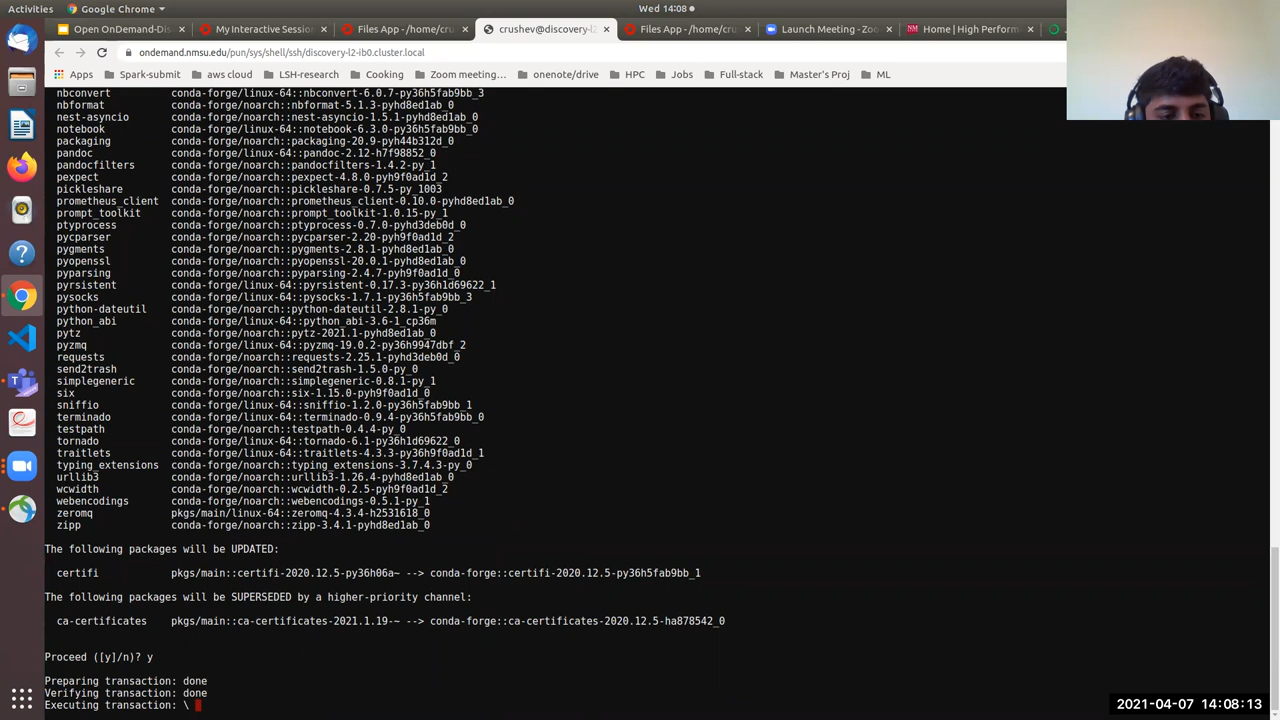 Activities
Google Chrome
Wed 14:08
Open OnDemand-Dis
My Interactive Session
Files App - /home/cru
crushev@discovery-l2
Files App - /home/cru
Launch Meeting - Zoo
Home | High Perform
ondemand.nmsu.edu/pun/sys/shell/ssh/discovery-l2-ib0.cluster.local
Apps
Spark-submit
aws cloud
LSH-research
Cooking
Zoom meeting...
onenote/drive
HPC
Jobs
Full-stack
Master's Proj
ML
nbconvert conda-forge/linux-64::nbconvert-6.0.7-py36h5fab9bb_3
nbformat conda-forge/noarch::nbformat-5.1.3-pyhd8ed1ab_0
nest-asyncio conda-forge/noarch::nest-asyncio-1.5.1-pyhd8ed1ab_0
notebook conda-forge/linux-64::notebook-6.3.0-py36h5fab9bb_0
packaging conda-forge/noarch::packaging-20.9-pyh44b312d_0
pandoc conda-forge/linux-64::pandoc-2.12-h7f98852_0
pandocfilters conda-forge/noarch::pandocfilters-1.4.2-py_1
pexpect conda-forge/noarch::pexpect-4.8.0-pyh9f0ad1d_2
pickleshare conda-forge/noarch::pickleshare-0.7.5-py_1003
prometheus_client conda-forge/noarch::prometheus_client-0.10.0-pyhd8ed1ab_0
prompt_toolkit conda-forge/noarch::prompt_toolkit-1.0.15-py_1
ptyprocess conda-forge/noarch::ptyprocess-0.7.0-pyhd3deb0d_0
pycparser conda-forge/noarch::pycparser-2.20-pyh9f0ad1d_2
pygments conda-forge/noarch::pygments-2.8.1-pyhd8ed1ab_0
pyopenssl conda-forge/noarch::pyopenssl-20.0.1-pyhd8ed1ab_0
pyparsing conda-forge/noarch::pyparsing-2.4.7-pyh9f0ad1d_0
pyrsistent conda-forge/linux-64::pyrsistent-0.17.3-py36h1d69622_1
pysocks conda-forge/linux-64::pysocks-1.7.1-py36h5fab9bb_3
python-dateutil conda-forge/noarch::python-dateutil-2.8.1-py_0
python_abi conda-forge/linux-64::python_abi-3.6-1_cp36m
pytz conda-forge/noarch::pytz-2021.1-pyhd8ed1ab_0
pyzmq conda-forge/linux-64::pyzmq-19.0.2-py36h9947dbf_2
requests conda-forge/noarch::requests-2.25.1-pyhd3deb0d_0
send2trash conda-forge/noarch::send2trash-1.5.0-py_0
simplegeneric conda-forge/noarch::simplegeneric-0.8.1-py_1
six conda-forge/noarch::six-1.15.0-pyh9f0ad1d_0
sniffio conda-forge/linux-64::sniffio-1.2.0-py36h5fab9bb_1
terminado conda-forge/linux-64::terminado-0.9.4-py36h5fab9bb_0
testpath conda-forge/noarch::testpath-0.4.4-py_0
tornado conda-forge/linux-64::tornado-6.1-py36h1d69622_0
traitlets conda-forge/linux-64::traitlets-4.3.3-py36h9f0ad1d_1
typing_extensions conda-forge/noarch::typing_extensions-3.7.4.3-py_0
urllib3 conda-forge/noarch::urllib3-1.26.4-pyhd8ed1ab_0
wcwidth conda-forge/noarch::wcwidth-0.2.5-pyh9f0ad1d_2
webencodings conda-forge/noarch::webencodings-0.5.1-py_1
zeromq pkgs/main/linux-64::zeromq-4.3.4-h2531618_0
zipp conda-forge/noarch::zipp-3.4.1-pyhd8ed1ab_0
The following packages will be UPDATED:
certifi pkgs/main::certifi-2020.12.5-py36h06a~ --> conda-forge::certifi-2020.12.5-py36h5fab9bb_1
The following packages will be SUPERSEDED by a higher-priority channel:
ca-certificates pkgs/main::ca-certificates-2021.1.19-~ --> conda-forge::ca-certificates-2020.12.5-ha878542_0
Proceed ([y]/n)? y
Preparing transaction: done
Verifying transaction: done
Executing transaction: \
2021-04-07 14:08:13